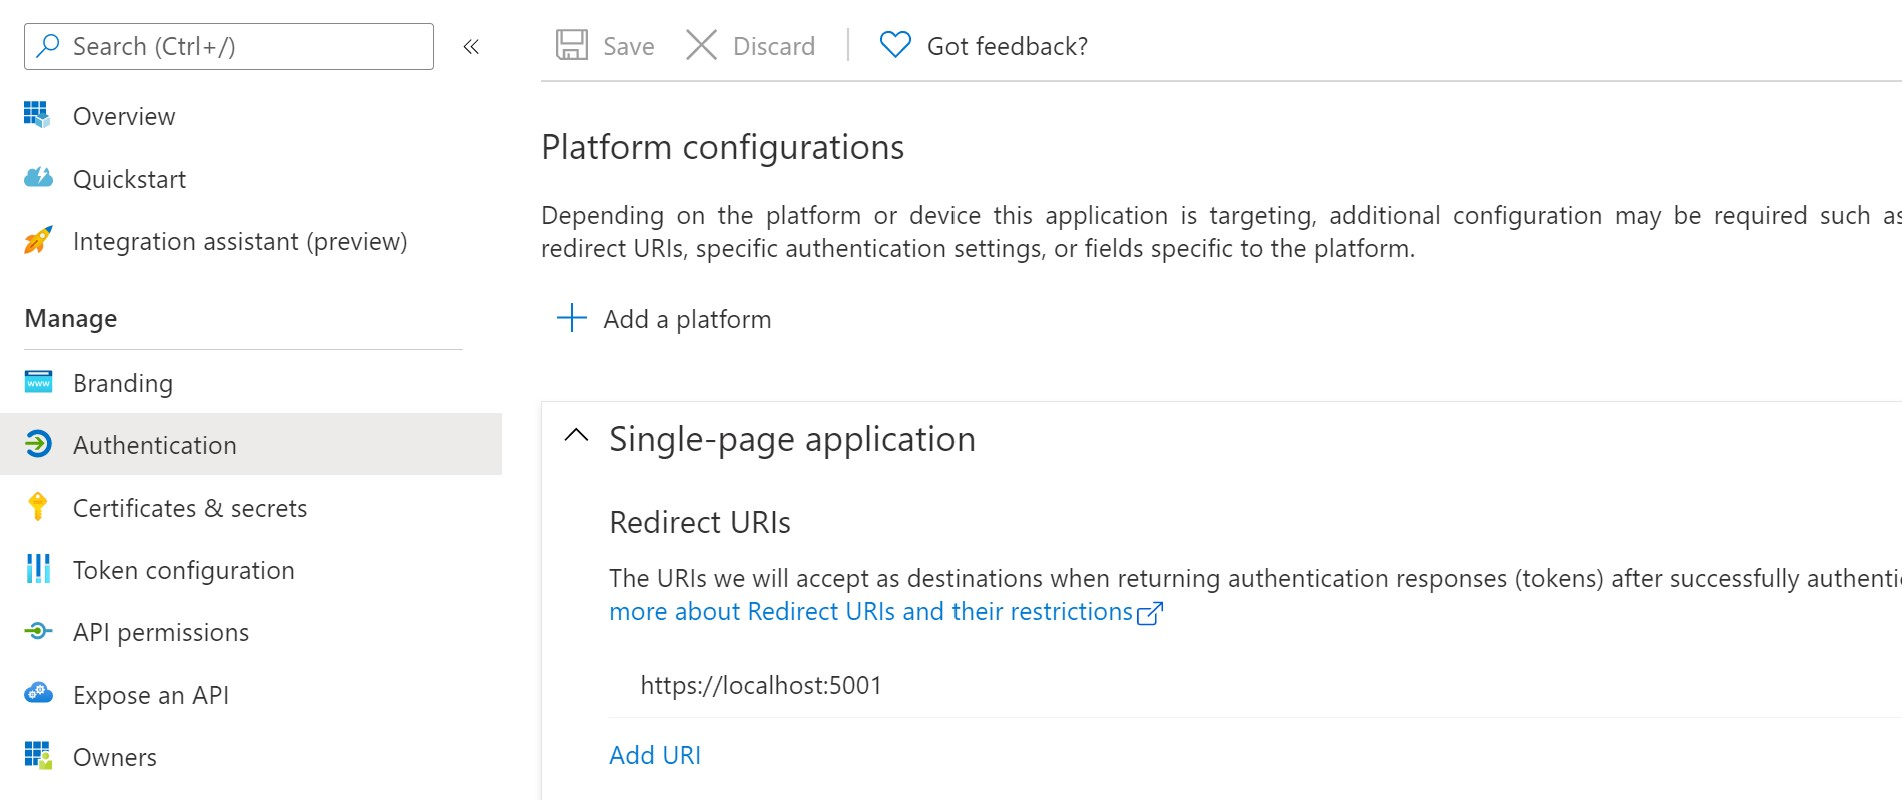 Search (Ctrl+/)
Overview
Quickstart
Integration assistant (preview)
Manage
Branding
Authentication
Certificates & secrets
Token configuration
API permissions
Expose an API
Owners
Save Discard Got feedback?
Platform configurations
Depending on the platform or device this application is targeting, additional configuration may be required such as
redirect URIs, specific authentication settings, or fields specific to the platform.
Add a platform
Single-page application
Redirect URIs
The URIs we will accept as destinations when returning authentication responses (tokens) after successfully authenti
more about Redirect URIs and their restrictions
https://localhost:5001
Add URI